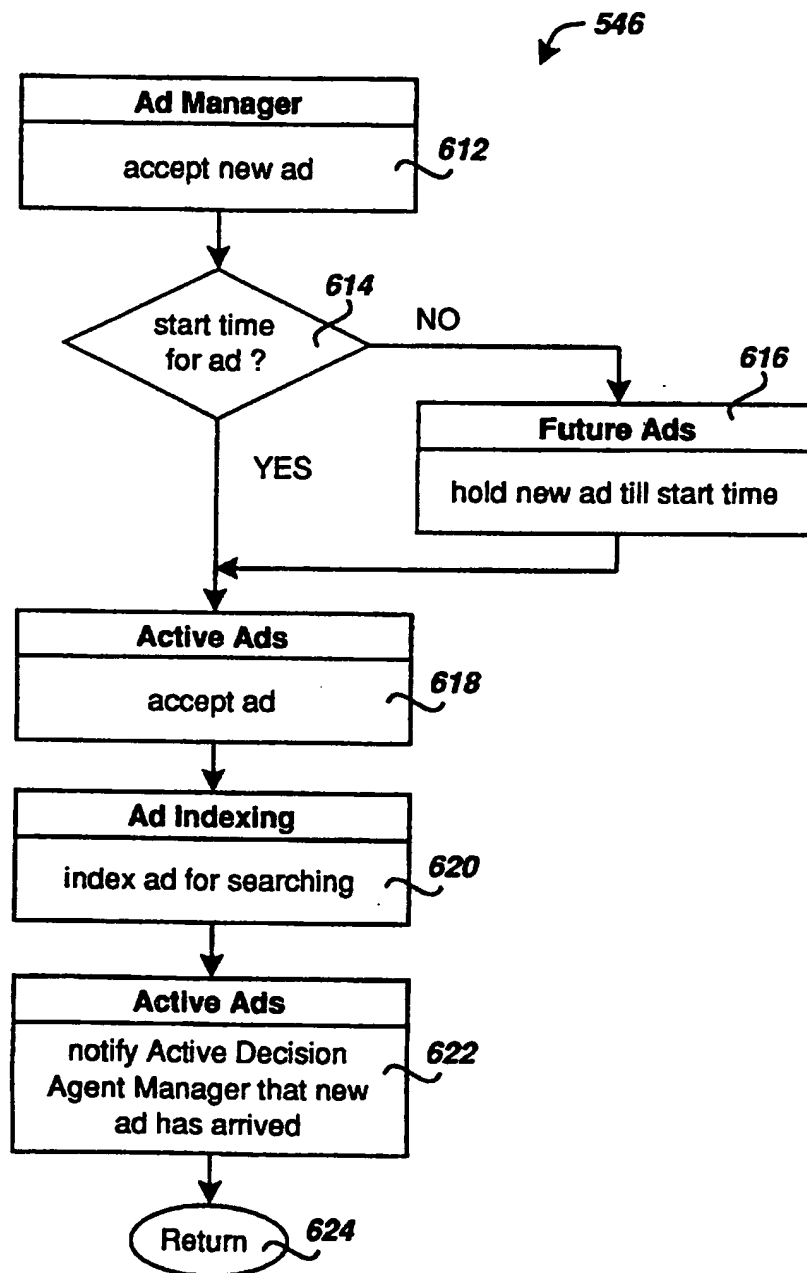 546
Ad Manager
accept new ad
612
start time
for ad ?
614
NO
YES
616
Future Ads
hold new ad till start time
Active Ads
accept ad
618
Ad Indexing
index ad for searching
620
Active Ads
notify Active Decision
Agent Manager that new
ad has arrived
622
Return
624